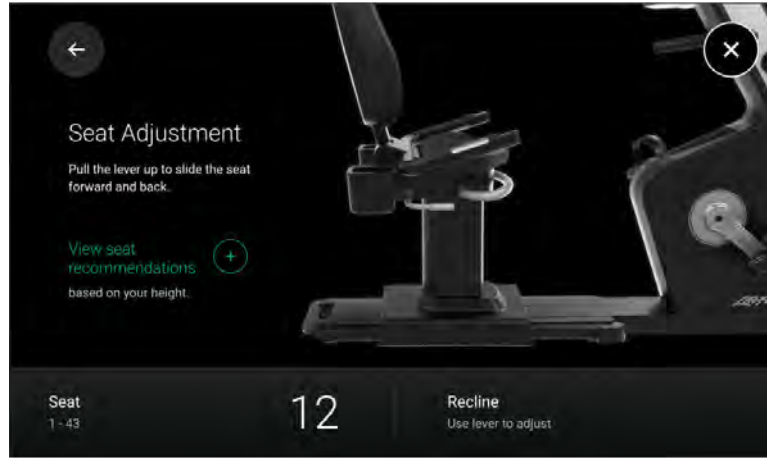 Seat Adjustment
Pull the lever up to slide the seat
forward and back.
View seat
recommendations
based on your height.
Seat
1 - 43
12
Recline
Use lever to adjust